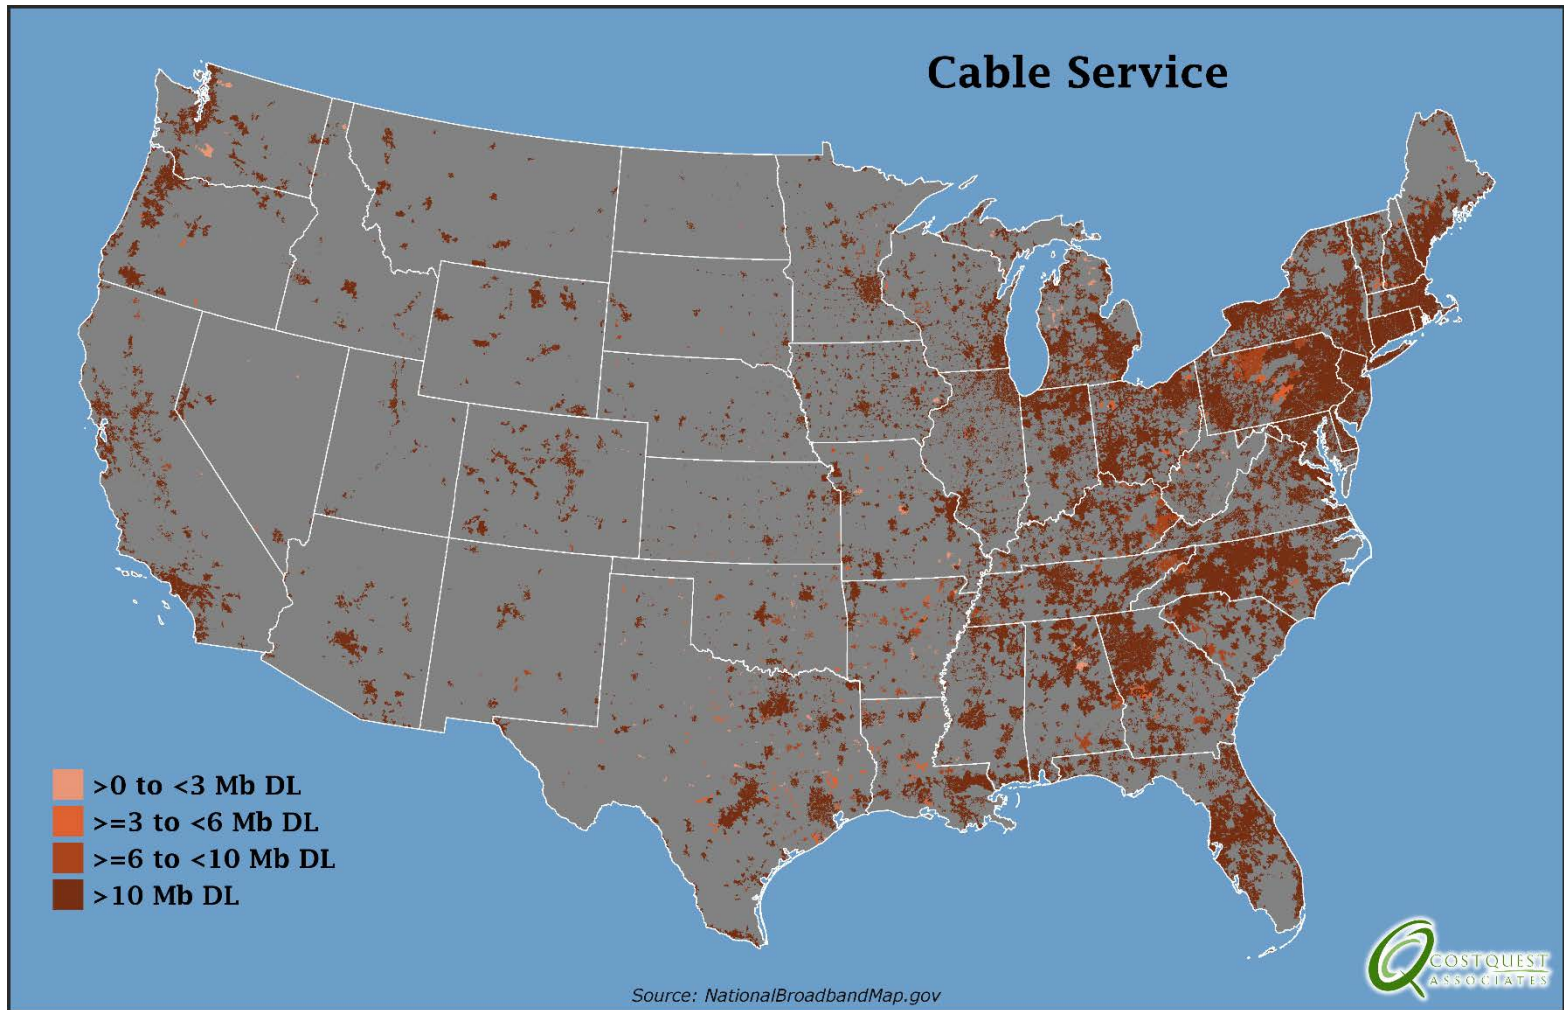 Cable Service
>0 to <3 Mb DL
>=3 to <6 Mb DL
>=6 to <10 Mb DL
>10 Mb DL
COSTQUEST
ASSOCIATES
Source: NationalBroadbandMap.gov